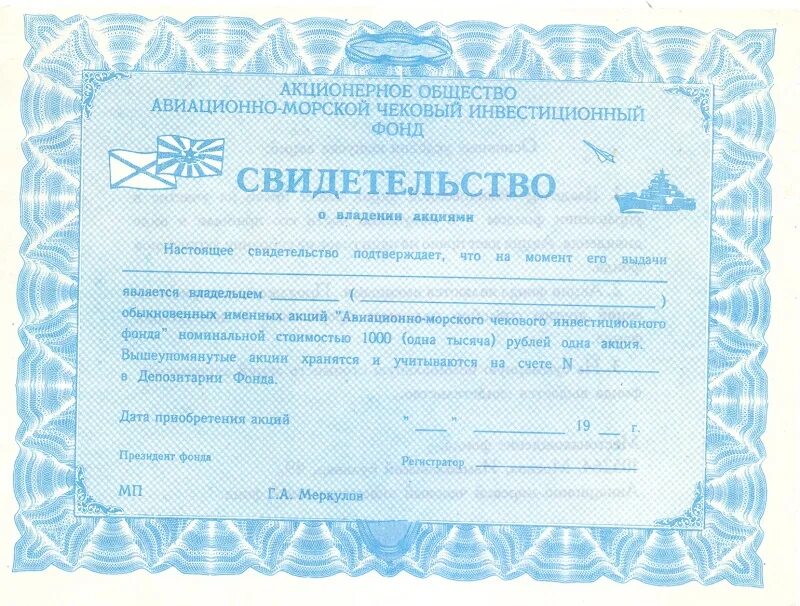 АКЦИОНЕРНОЕ ОБЩЕСТВО
АВИАЦИОННО-МОРСКОЙ ЧЕКОВЫЙ ИНВЕСТИЦИОННЫЙ
ФОНД
СВИДЕТЕЛЬСТВО
о владении акциями
Настоящее свидетельство подтверждает, что на момент его выдачи
является владельцем ( )
обыкновенных именных акций "Авиационно-морского чекового инвестиционного
фонда" номинальной стоимостью 1000 (одна тысяча) рублей одна акция.
Вышеупомянутые акции хранятся и учитываются на счете N
в Депозитарии Фонда.
Дата приобретения акций " " 19 г.
Президент фонда Регистратор
МП Г.А. Меркулов